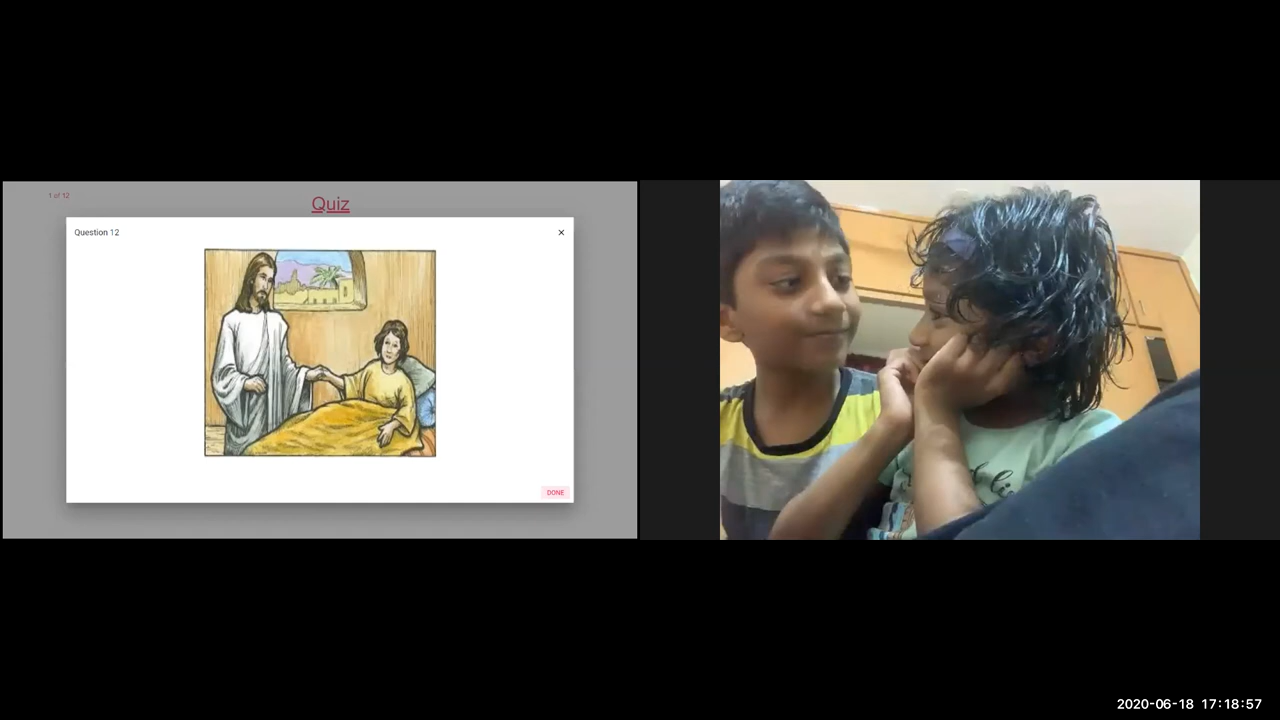 1 of 12
Quiz
Question 12
×
DONE
2020-06-18 17:18:57